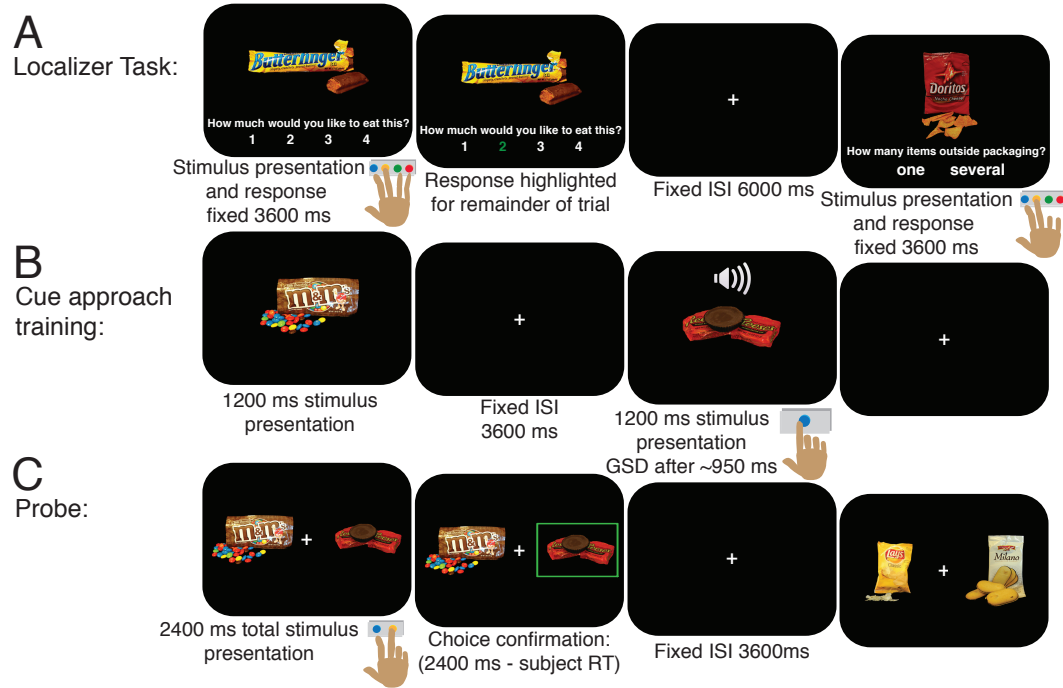 A
Localizer Task:
Butterfinger
How much would you like to eat this?
1 2 3 4
Stimulus presentation
and response
fixed 3600 ms
Butterfinger
How much would you like to eat this?
1 2 3 4
Response highlighted
for remainder of trial
+
Fixed ISI 6000 ms
Doritos
How many items outside packaging?
one several
Stimulus presentation
and response
fixed 3600 ms
B
Cue approach
training:
m&m's
1200 ms stimulus
presentation
+
Fixed ISI
3600 ms
Reese's
1200 ms stimulus
presentation
GSD after ~950 ms
+
C
Probe:
m&m's
+
2400 ms total stimulus
presentation
m&m's
+
Choice confirmation:
(2400 ms - subject RT)
+
Fixed ISI 3600ms
Lay's
+
Milano